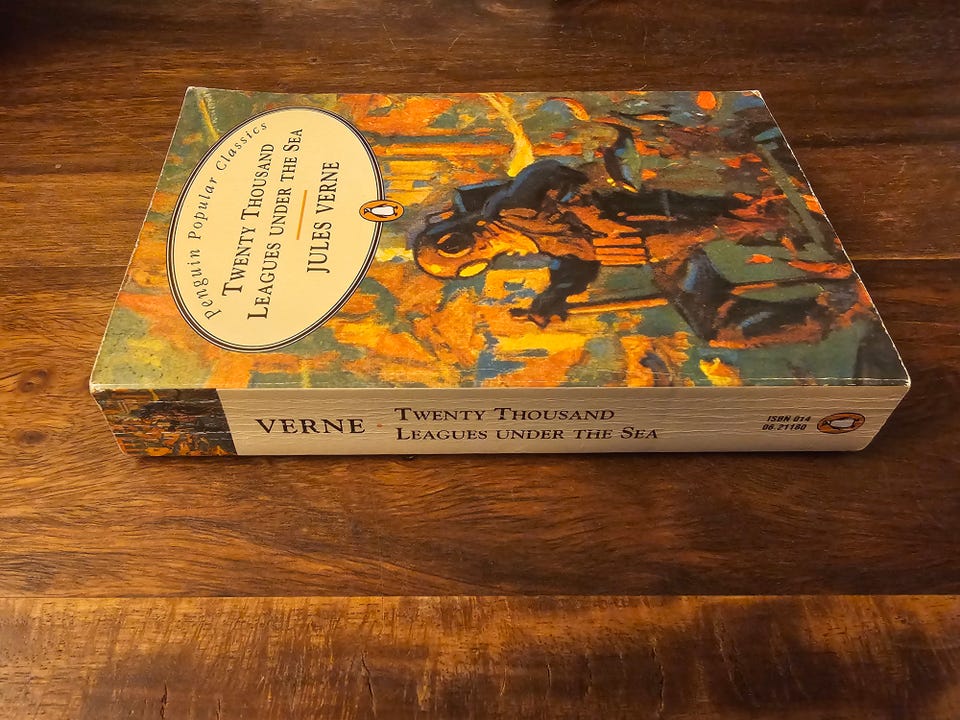 Penguin Popular Classics
TWENTY THOUSAND
LEAGUES UNDER THE SEA
JULES VERNE
VERNE · TWENTY THOUSAND
LEAGUES UNDER THE SEA
ISBN 014
06.21180